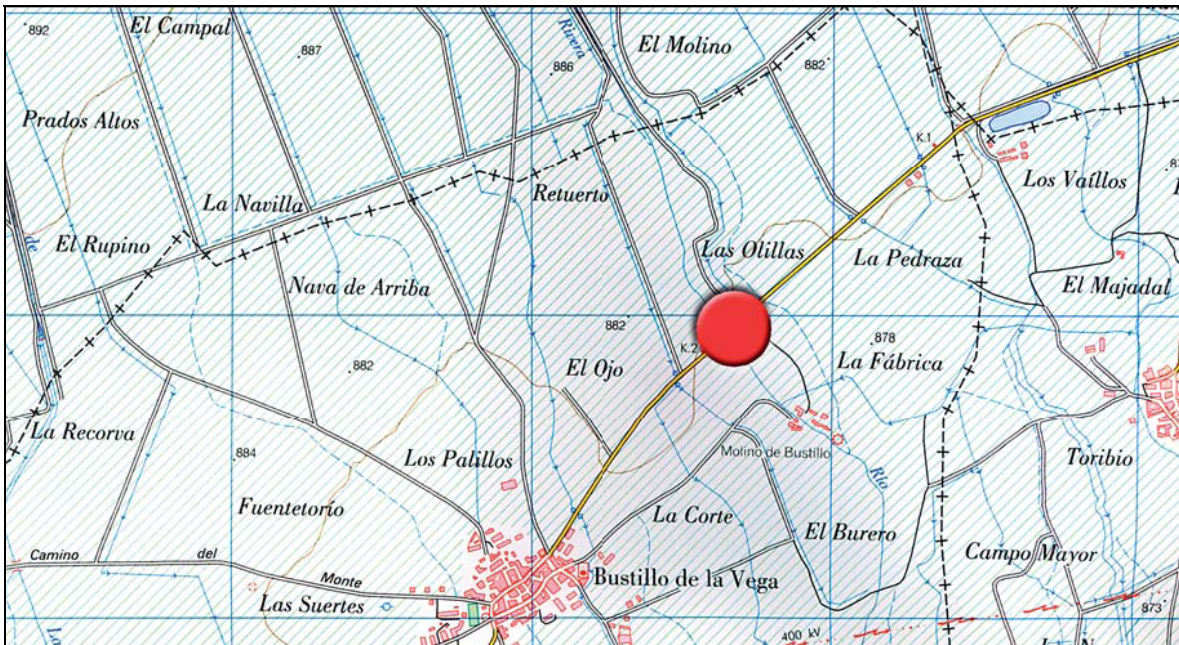 892
El Campal
887
Rivera
886
El Molino
882
Prados Altos
K.1
Los Vaíllos
La Navilla
Retuerto
El Rupino
de
Las Olillas
La Pedraza
Nava de Arriba
El Majadal
882
878
K.2
La Fábrica
882
El Ojo
La Recorva
884
Los Palillos
Molino de Bustillo
Toribio
Río
Fuentetorío
La Corte
El Burero
Camino del Monte
Campo Mayor
Bustillo de la Vega
Las Suertes
873
400 kV